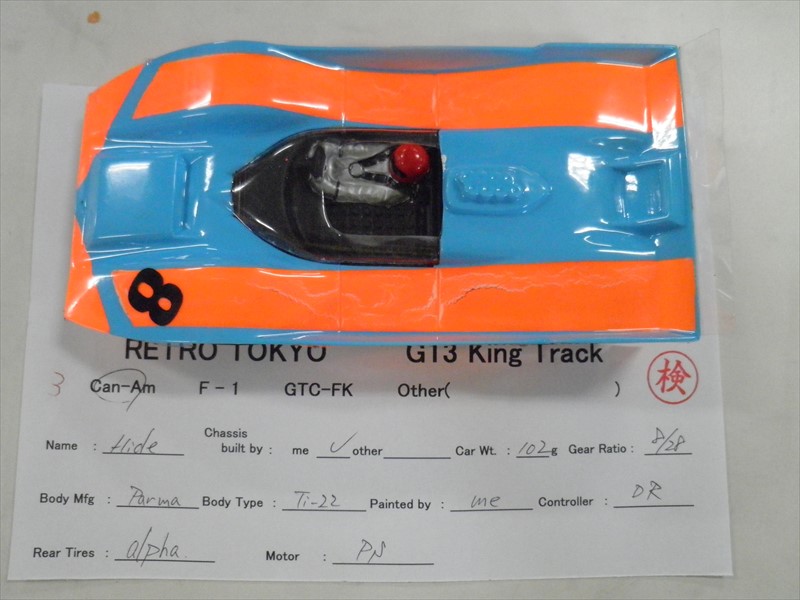 8
RETRO TOKYO GT3 King Track
3 Can-Am F-1 GTC-FK Other( ) 検
Name : Hide Chassis built by : me ✓ other Car Wt. : 102g Gear Ratio : 8/28
Body Mfg : Parma Body Type : Ti-22 Painted by : me Controller : DR
Rear Tires : alpha Motor : PS